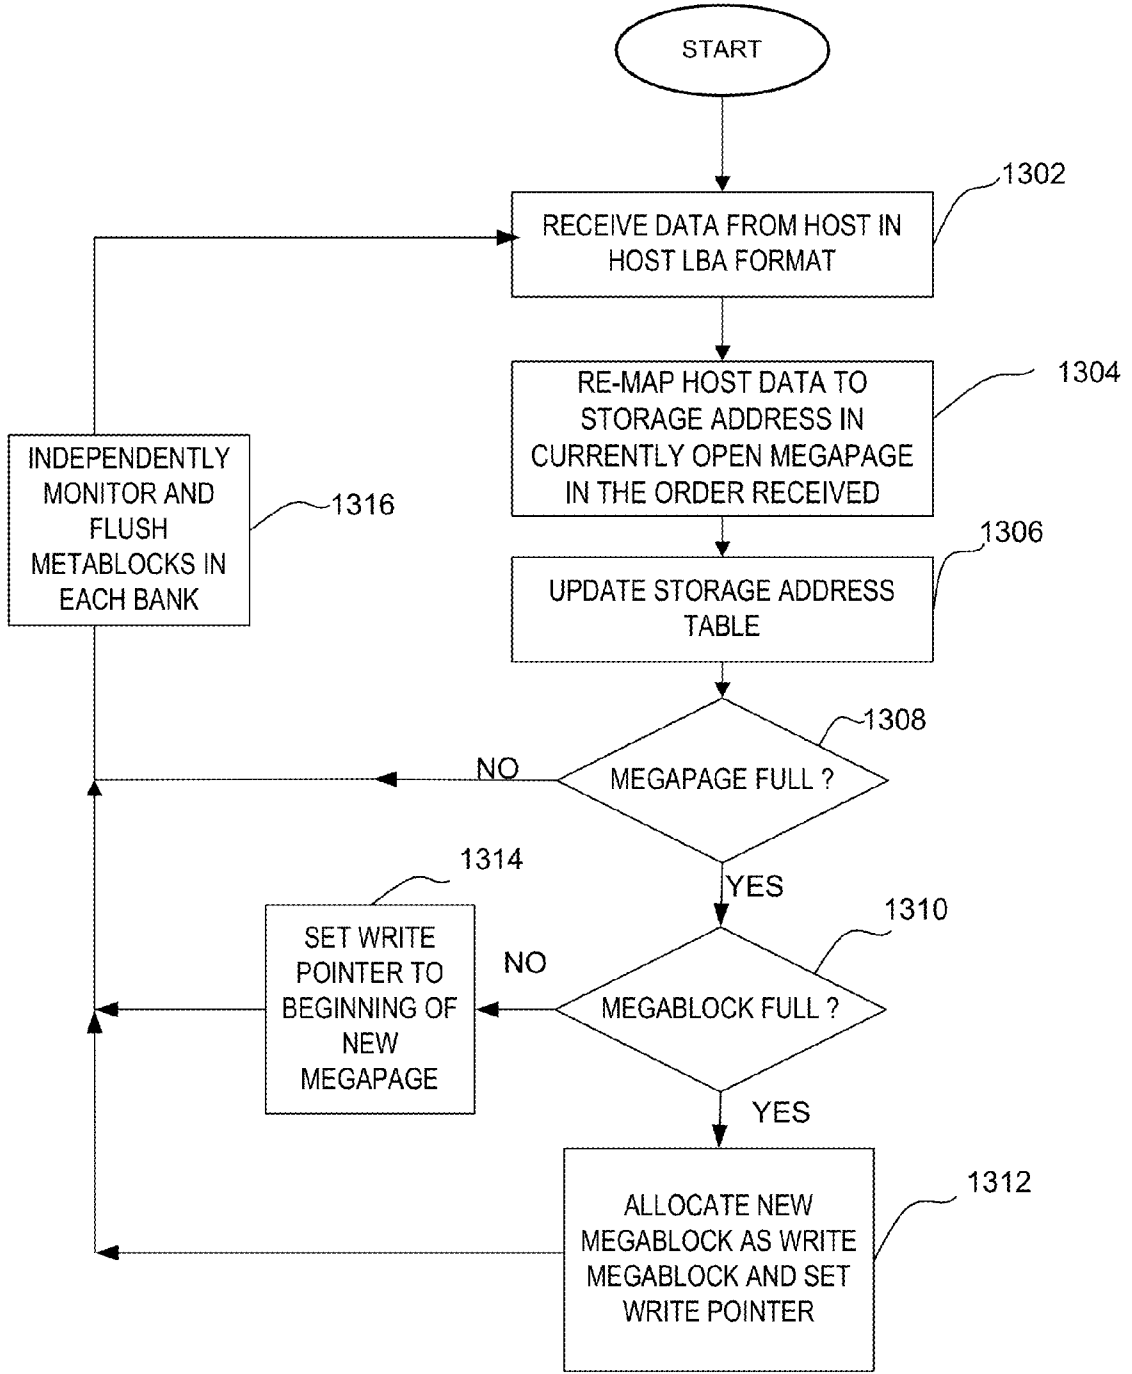 START
1302
RECEIVE DATA FROM HOST IN
HOST LBA FORMAT
1304
RE-MAP HOST DATA TO
STORAGE ADDRESS IN
CURRENTLY OPEN MEGAPAGE
IN THE ORDER RECEIVED
INDEPENDENTLY
MONITOR AND
FLUSH
METABLOCKS IN
EACH BANK
1316
1306
UPDATE STORAGE ADDRESS
TABLE
1308
MEGAPAGE FULL ?
NO
YES
1314
SET WRITE
POINTER TO
BEGINNING OF
NEW
MEGAPAGE
1310
NO
MEGABLOCK FULL ?
YES
1312
ALLOCATE NEW
MEGABLOCK AS WRITE
MEGABLOCK AND SET
WRITE POINTER